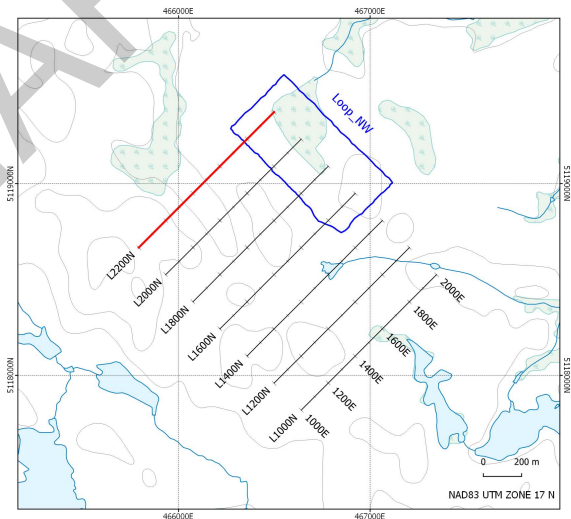 466000E
467000E
Loop_NW
5119000N
5119000N
L2200N
L2000N
L1800N
L1600N
L1400N
L1200N
L1000N
2000E
1800E
1600E
1400E
1200E
1000E
5118000N
5118000N
0 200 m
NAD83 UTM ZONE 17 N
466000E
467000E